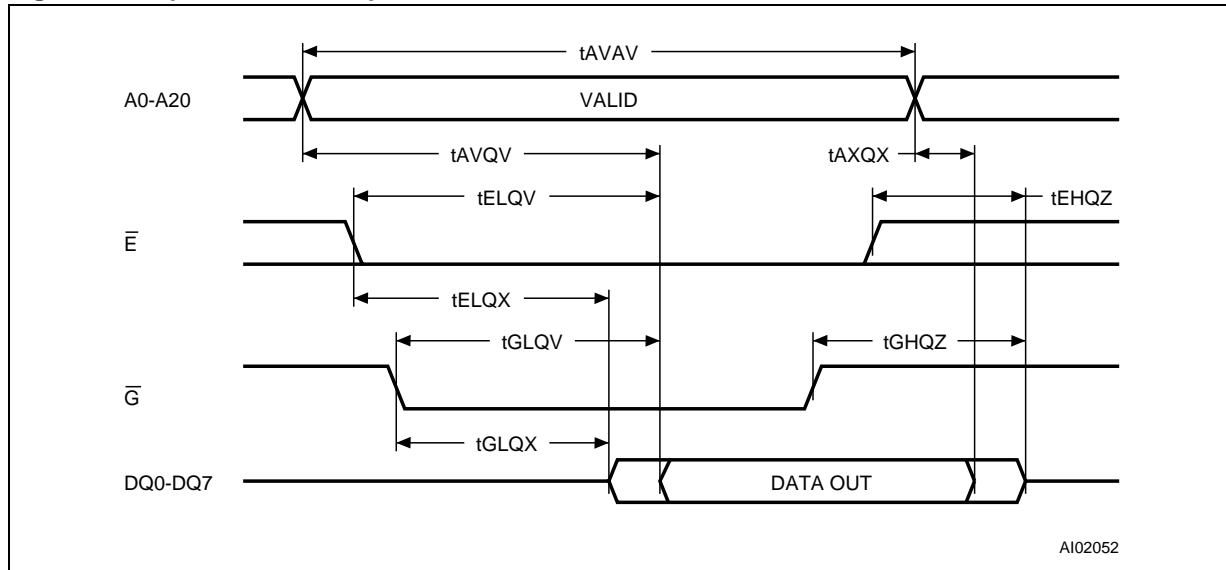 tAVAV
A0-A20
VALID
tAVQV
tAXQX
tELQV
tEHQZ
E̅
tELQX
tGLQV
tGHQZ
G̅
tGLQX
DQ0-DQ7
DATA OUT
AI02052